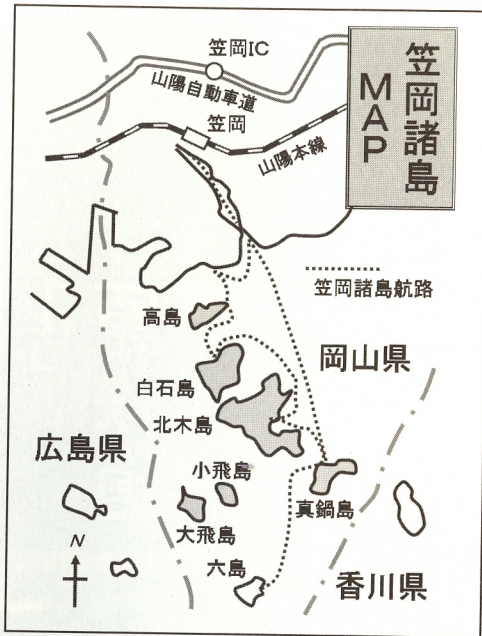 笠岡諸島
MAP
笠岡IC
山陽自動車道
笠岡
山陽本線
笠岡諸島航路
高島
岡山県
白石島
北木島
広島県
小飛島
真鍋島
大飛島
六島
香川県
N